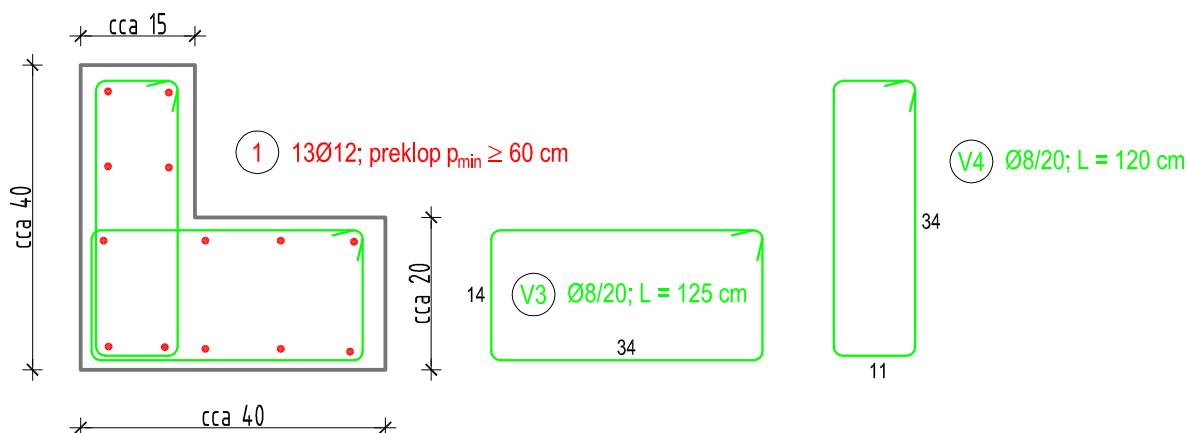 cca 15
cca 40
1 13Ø12; preklop pmin ≥ 60 cm
V4 Ø8/20; L = 120 cm
34
11
cca 20
14
V3 Ø8/20; L = 125 cm
34
cca 40